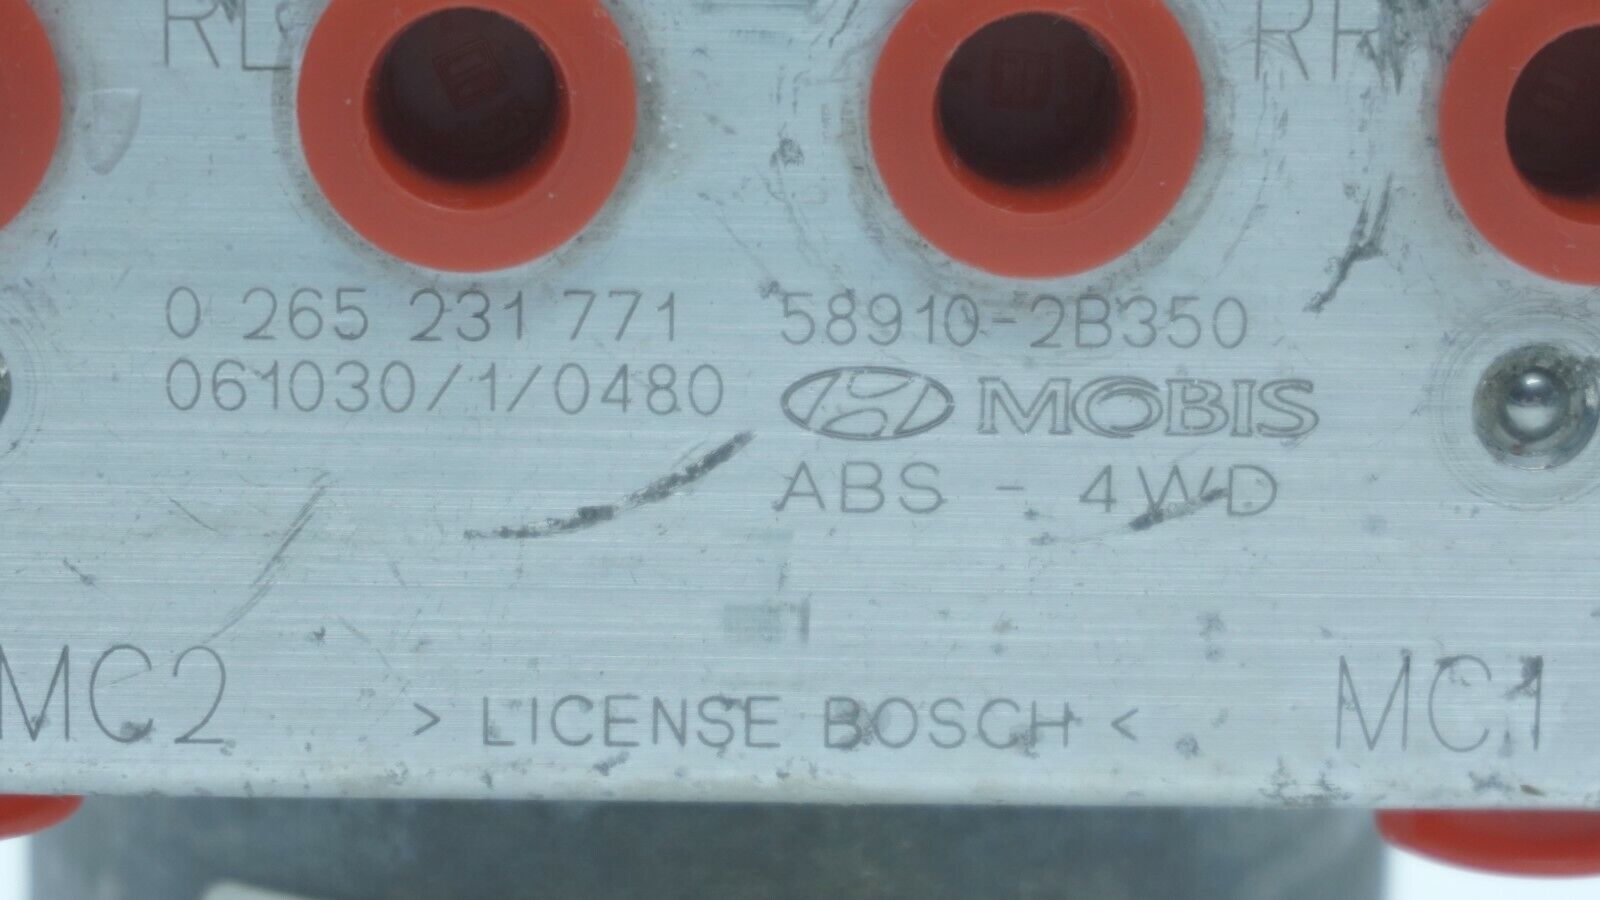 RL RR
0 265 231 771 58910-2B350
061030/1/0480 MOBIS
ABS - 4WD
MC2 > LICENSE BOSCH < MC1